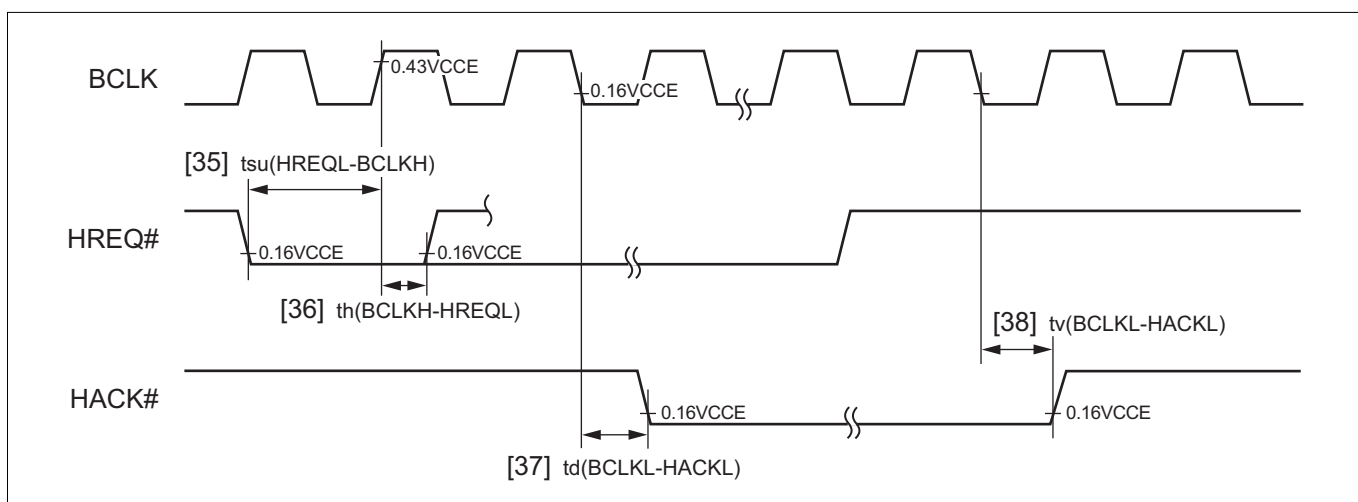 BCLK
0.43VCCE
0.16VCCE
[35] tsu(HREQL-BCLKH)
HREQ#
0.16VCCE
0.16VCCE
[36] th(BCLKH-HREQL)
[38] tv(BCLKL-HACKL)
HACK#
0.16VCCE
0.16VCCE
[37] td(BCLKL-HACKL)